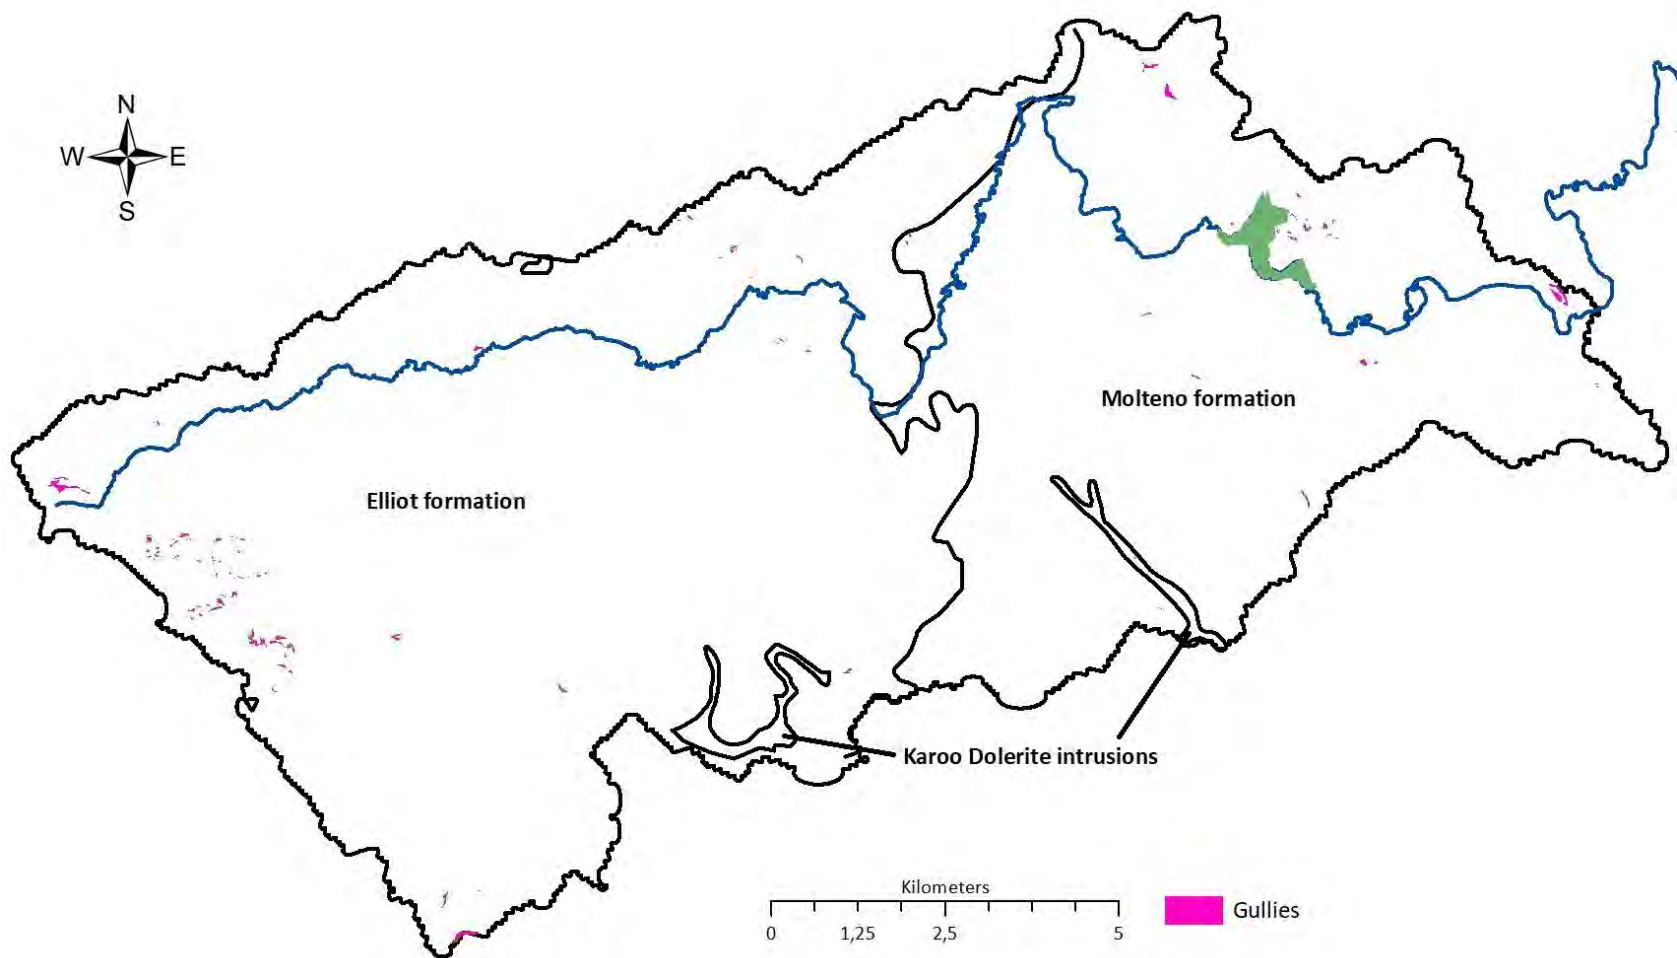 N
W E
S
Molteno formation
Elliot formation
Karoo Dolerite intrusions
Kilometers
0 1,25 2,5 5
Gullies